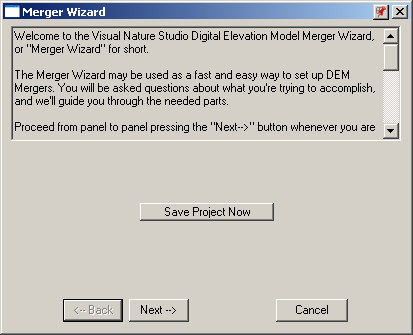 Merger Wizard
Welcome to the Visual Nature Studio Digital Elevation Model Merger Wizard,
or "Merger Wizard" for short.
The Merger Wizard may be used as a fast and easy way to set up DEM
Mergers. You will be asked questions about what you're trying to accomplish,
and we'll guide you through the needed parts.
Proceed from panel to panel pressing the "Next-->" button whenever you are
Save Project Now
<-- Back
Next -->
Cancel